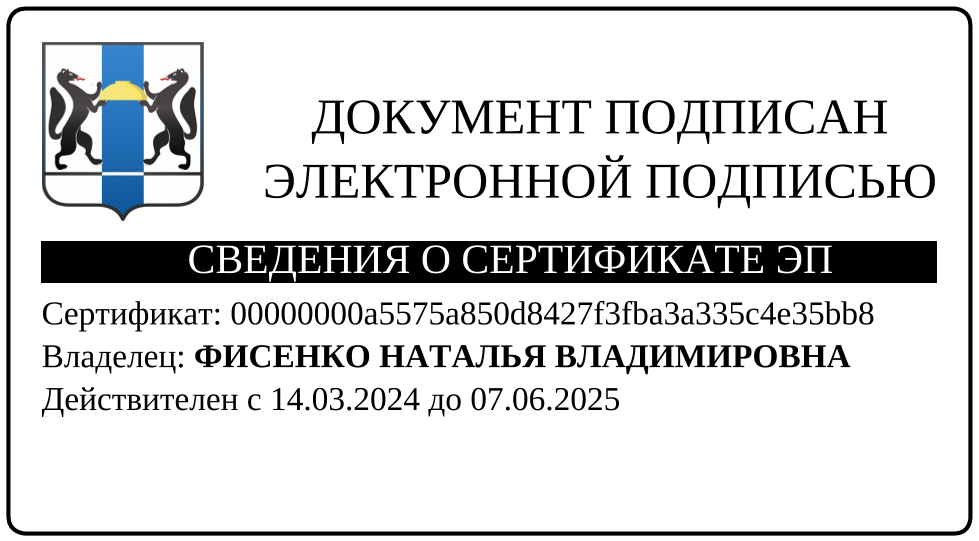 ДОКУМЕНТ ПОДПИСАН
ЭЛЕКТРОННОЙ ПОДПИСЬЮ
СВЕДЕНИЯ О СЕРТИФИКАТЕ ЭП
Сертификат: 00000000a5575a850d8427f3fba3a335c4e35bb8
Владелец: ФИСЕНКО НАТАЛЬЯ ВЛАДИМИРОВНА
Действителен с 14.03.2024 до 07.06.2025